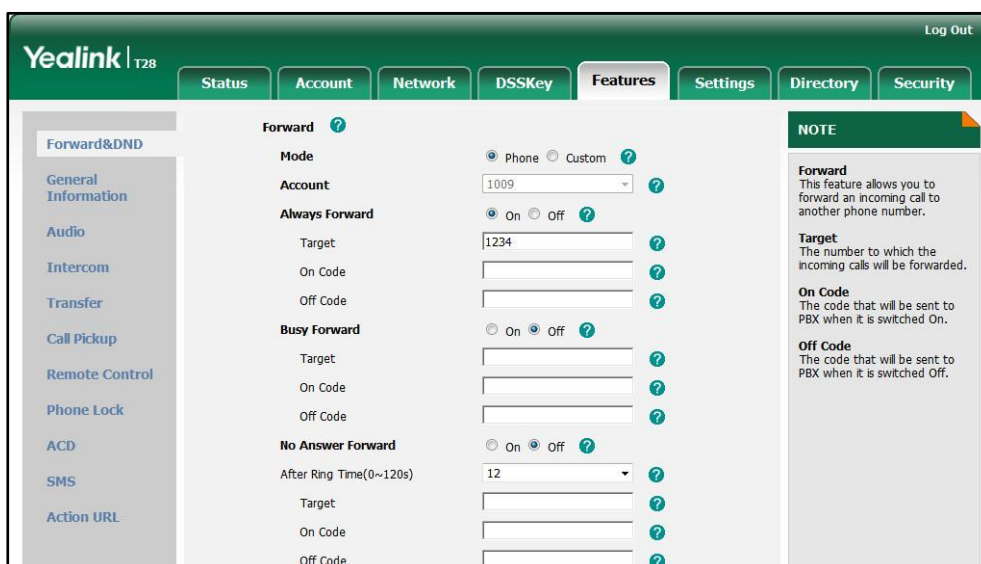 Log Out
Yealink | T28
Status Account Network DSSKey Features Settings Directory Security
Forward&DND
General
Information
Audio
Intercom
Transfer
Call Pickup
Remote Control
Phone Lock
ACD
SMS
Action URL
Forward ?
Mode Phone Custom ?
Account 1009 ?
Always Forward On Off ?
Target 1234 ?
On Code ?
Off Code ?
Busy Forward On Off ?
Target ?
On Code ?
Off Code ?
No Answer Forward On Off ?
After Ring Time(0~120s) 12 ?
Target ?
On Code ?
Off Code ?
NOTE
Forward
This feature allows you to
forward an incoming call to
another phone number.
Target
The number to which the
incoming calls will be forwarded.
On Code
The code that will be sent to
PBX when it is switched On.
Off Code
The code that will be sent to
PBX when it is switched Off.